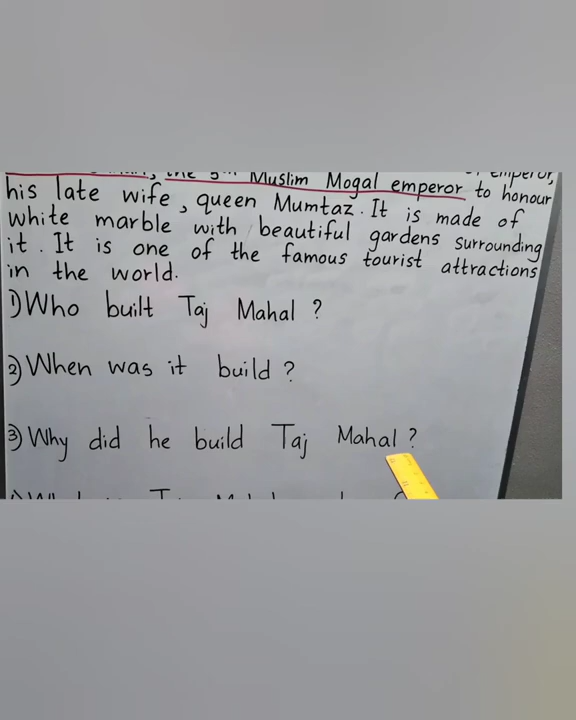 the 5th Muslim Mogal emperor to honour
his late wife, queen Mumtaz. It is made of
white marble with beautiful gardens surrounding
it. It is one of the famous tourist attractions
in the world.
1) Who built Taj Mahal ?
2) When was it build ?
3) Why did he build Taj Mahal ?